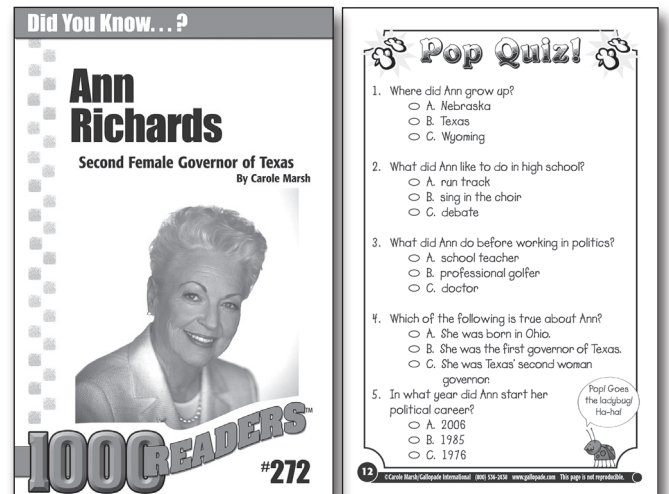 Did You Know. . . ?
Ann
Richards
Second Female Governor of Texas
By Carole Marsh
1000 READERS™
#272
Pop Quiz!
1. Where did Ann grow up?
A. Nebraska
B. Texas
C. Wyoming
2. What did Ann like to do in high school?
A. run track
B. sing in the choir
C. debate
3. What did Ann do before working in politics?
A. school teacher
B. professional golfer
C. doctor
4. Which of the following is true about Ann?
A. She was born in Ohio.
B. She was the first governor of Texas.
C. She was Texas' second woman
governor.
5. In what year did Ann start her
political career?
A. 2006
B. 1985
C. 1976
Pop! Goes
the ladybug!
Ha-ha!
12
©Carole Marsh/Gallopade International (800) 536-2438 www.gallopade.com This page is not reproducible.